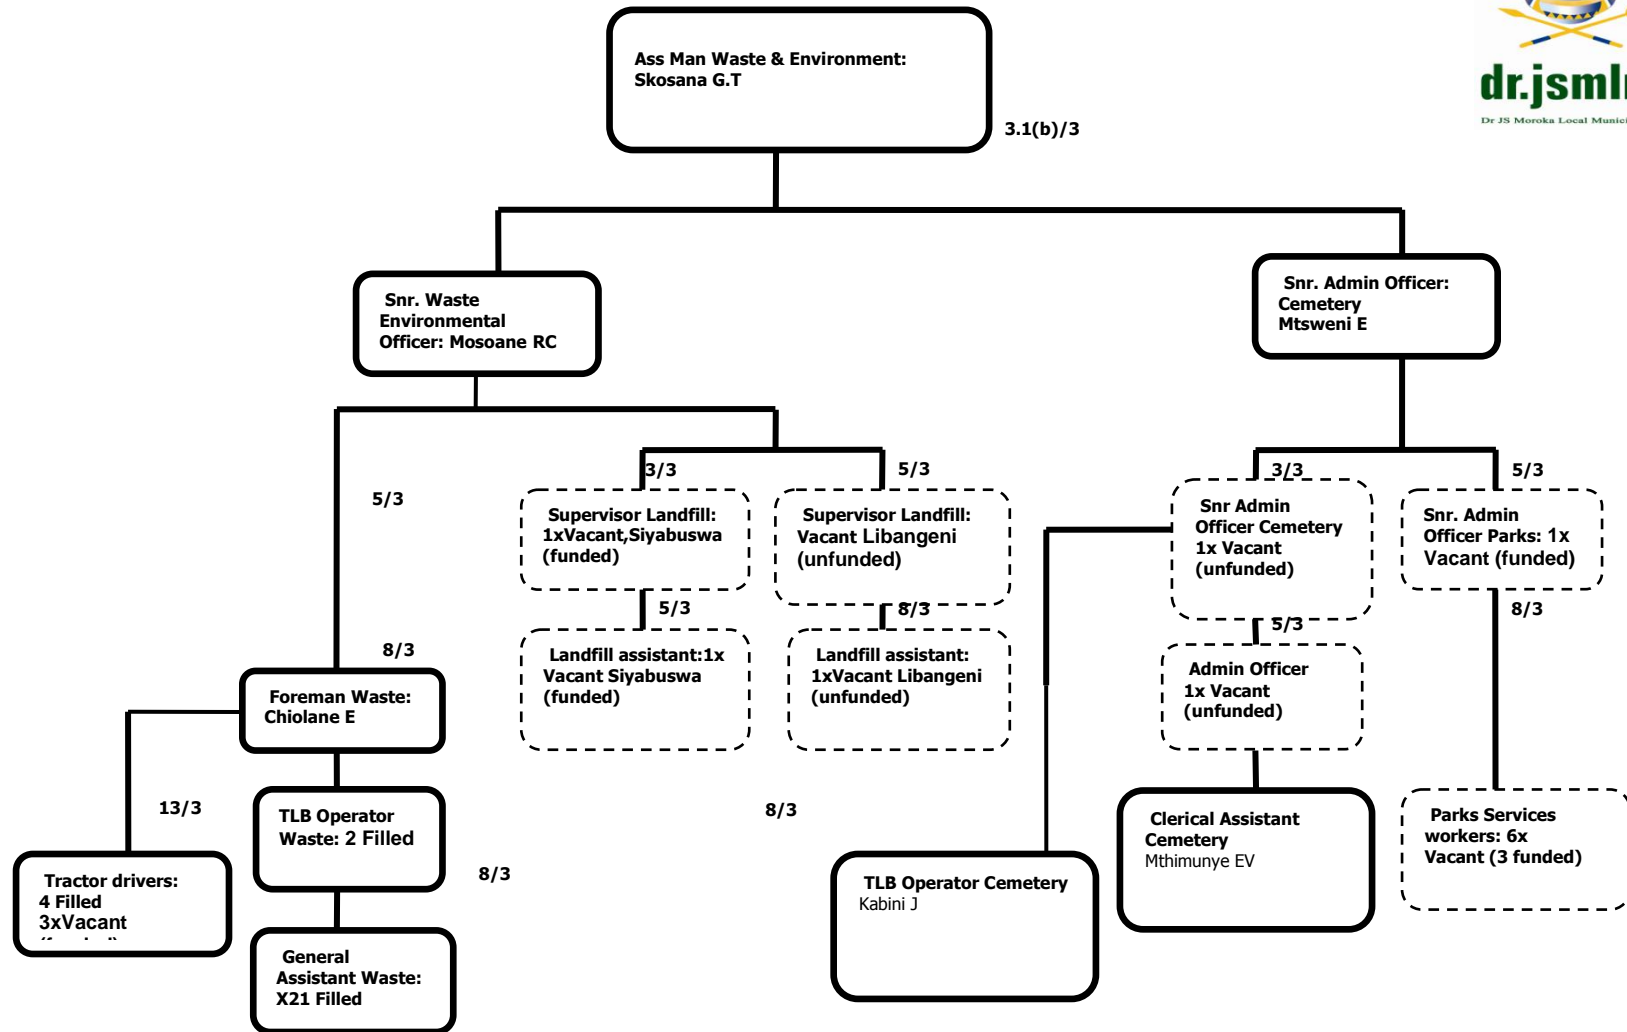 Ass Man Waste & Environment:
Skosana G.T
3.1(b)/3
Dr JS Moroka Local
Snr. Waste
Environmental
Officer: Mosoane RC
Snr. Admin Officer:
Cemetery
Mtsweni E
5/3
3/3
5/3
3/3
5/3
Supervisor Landfill:
1xVacant,Siyabuswa
(funded)
Supervisor Landfill:
Vacant Libangeni
(unfunded)
Snr Admin
Officer Cemetery
1x Vacant
(unfunded)
Snr. Admin
Officer Parks: 1x
Vacant (funded)
5/3
8/3
5/3
8/3
8/3
Landfill assistant:1x
Vacant Siyabuswa
(funded)
Landfill assistant:
1xVacant Libangeni
(unfunded)
Admin Officer
1x Vacant
(unfunded)
Foreman Waste:
Chiolane E
13/3
TLB Operator
Waste: 2 Filled
8/3
8/3
Clerical Assistant
Cemetery
Mthimunye EV
Parks Services
workers: 6x
Vacant (3 funded)
Tractor drivers:
4 Filled
3xVacant
TLB Operator Cemetery
Kabini J
General
Assistant Waste:
X21 Filled